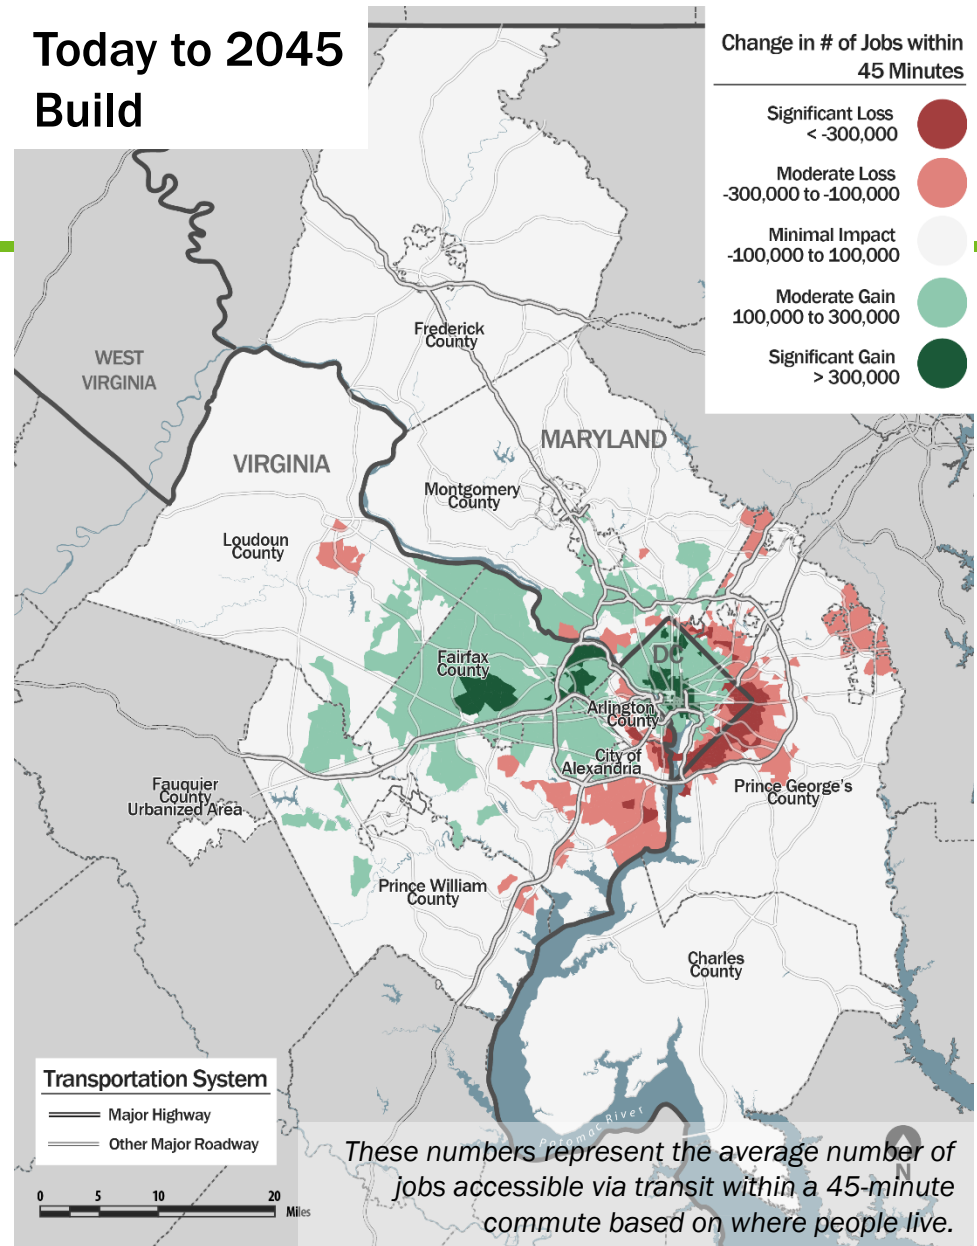 Today to 2045
Build
Change in # of Jobs within
45 Minutes
Significant Loss
< -300,000
Moderate Loss
-300,000 to -100,000
Minimal Impact
-100,000 to 100,000
Moderate Gain
100,000 to 300,000
Significant Gain
> 300,000
Frederick
County
WEST
VIRGINIA
MARYLAND
VIRGINIA
Montgomery
County
Loudoun
County
DC
Fairfax
County
Arlington
County
City of
Alexandria
Prince George's
County
Fauquier
County
Urbanized Area
Prince William
County
Charles
County
Transportation System
Major Highway
Other Major Roadway
0 5 10 20
Miles
Potomac River
N
These numbers represent the average number of
jobs accessible via transit within a 45-minute
commute based on where people live.